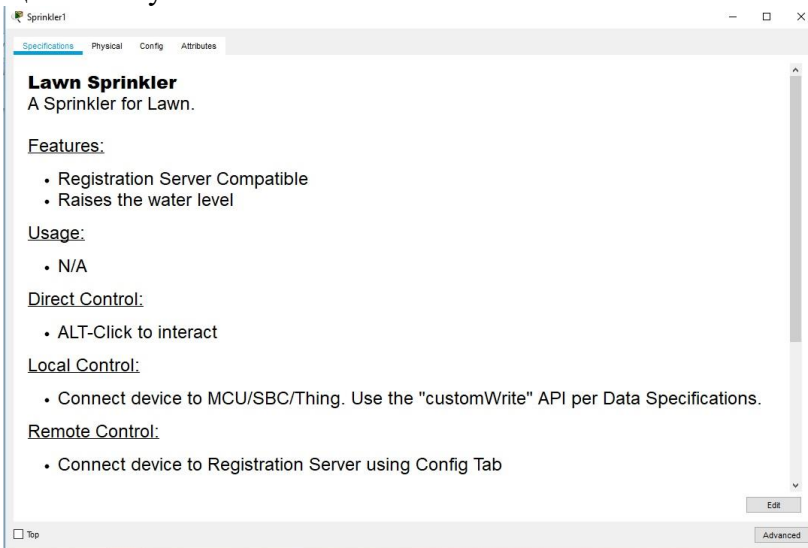 Sprinkler1
Specifications Physical Config Attributes
Lawn Sprinkler
A Sprinkler for Lawn.
Features:
• Registration Server Compatible
• Raises the water level
Usage:
• N/A
Direct Control:
• ALT-Click to interact
Local Control:
• Connect device to MCU/SBC/Thing. Use the "customWrite" API per Data Specifications.
Remote Control:
• Connect device to Registration Server using Config Tab
Edit
Top
Advanced